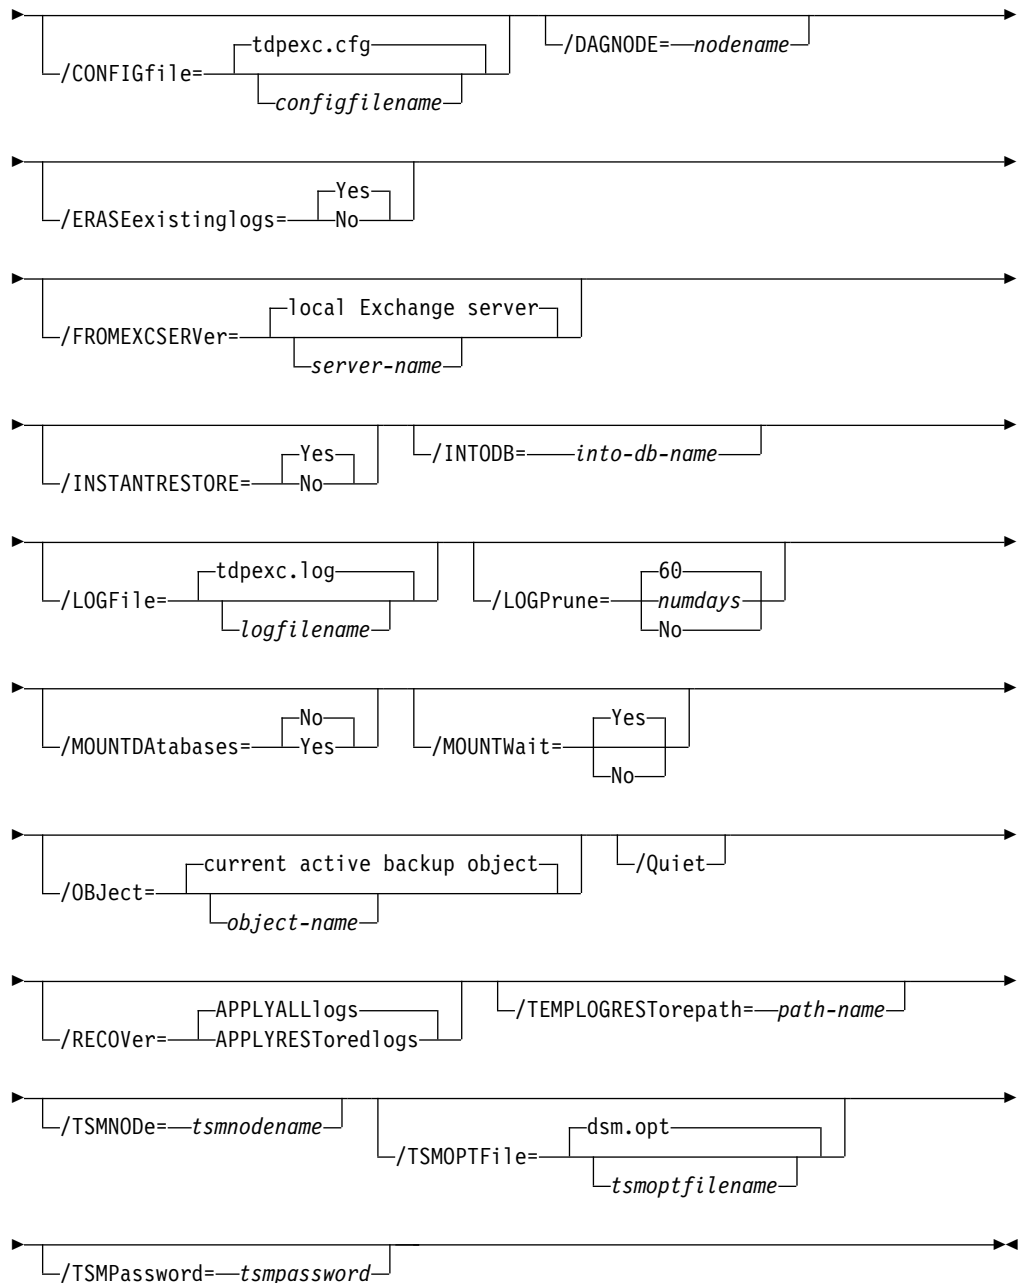 tdpexc.cfg
/CONFIGfile=
configfilename
/DAGNODE= nodename
Yes
/ERASEexistinglogs= No
local Exchange server
/FROMEXCSERVer=
server-name
Yes
/INSTANTRESTORE= No
/INTODB= into-db-name
tdpexc.log
/LOGFile=
logfilename
60
/LOGPrune= numdays
No
No
/MOUNTDAtabases= Yes
Yes
/MOUNTWait=
No
current active backup object
/OBJect=
object-name
/Quiet
APPLYALLlogs
/RECOVer= APPLYRESToredlogs
/TEMPLOGRESTorepath= path-name
/TSMNODe= tsmnodename
dsm.opt
/TSMOPTFile=
tsmoptfilename
/TSMPassword= tsmpassword